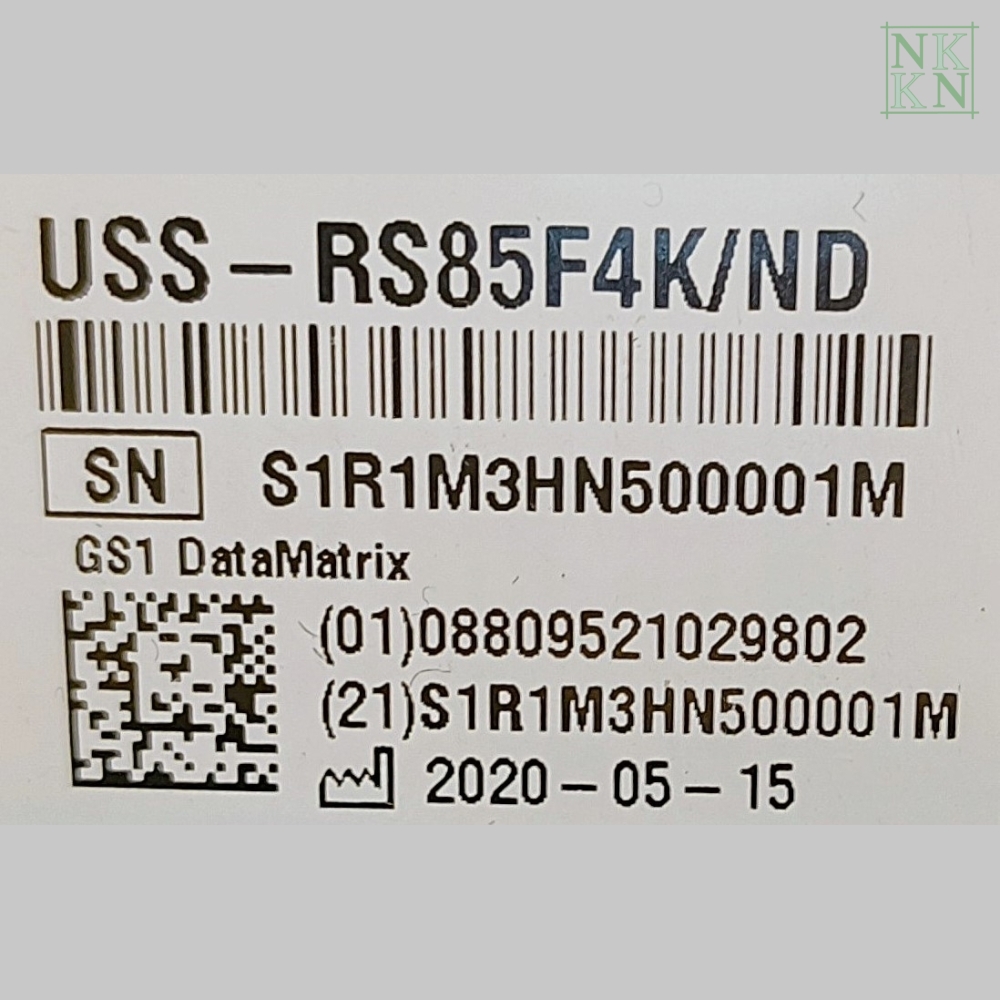 NK
KN
USS-RS85F4K/ND
SN S1R1M3HN500001M
GS1 DataMatrix
(01)08809521029802
(21)S1R1M3HN500001M
2020-05-15